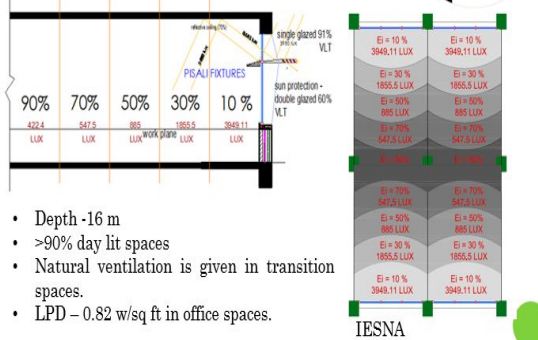 reflective ceiling (70%)
single glazed 91%
VLT
PISALI FIXTURES
sun protection -
double glazed 60%
VLT
90% 70% 50% 30% 10 %
422.4 547.5 885 1855.5 3949.11
LUX LUX LUX LUX LUX
work plane
• Depth -16 m
• >90% day lit spaces
• Natural ventilation is given in transition
spaces.
• LPD – 0.82 w/sq ft in office spaces.
Ei = 10 % Ei = 10 %
3949,11 LUX 3949,11 LUX
Ei = 30 % Ei = 30 %
1855,5 LUX 1855,5 LUX
Ei = 50% Ei = 50%
885 LUX 885 LUX
Ei = 70% Ei = 70%
547,5 LUX 547,5 LUX
Ei = 70% Ei = 70%
547,5 LUX 547,5 LUX
Ei = 50% Ei = 50%
885 LUX 885 LUX
Ei = 30 % Ei = 30 %
1855,5 LUX 1855,5 LUX
Ei = 10 % Ei = 10 %
3949,11 LUX 3949,11 LUX
IESNA